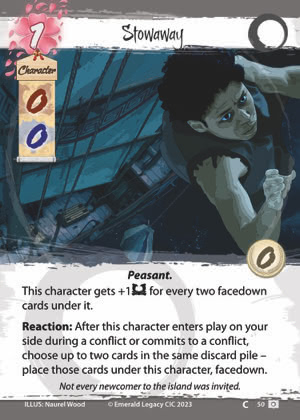 1
Stowaway
Character
0
0
0
Peasant.
This character gets +1 for every two facedown
cards under it.
Reaction: After this character enters play on your
side during a conflict or commits to a conflict,
choose up to two cards in the same discard pile –
place those cards under this character, facedown.
Not every newcomer to the island was invited.
ILLUS: Naurel Wood © Emerald Legacy CIC 2023 C 50